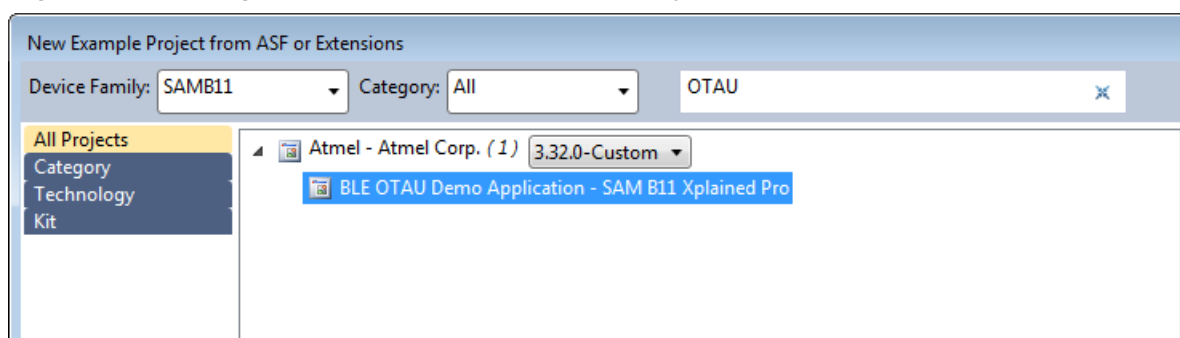 New Example Project from ASF or Extensions
Device Family: SAMB11 Category: All OTAU
All Projects
Category
Technology
Kit
Atmel - Atmel Corp. (1) 3.32.0-Custom
BLE OTAU Demo Application - SAM B11 Xplained Pro